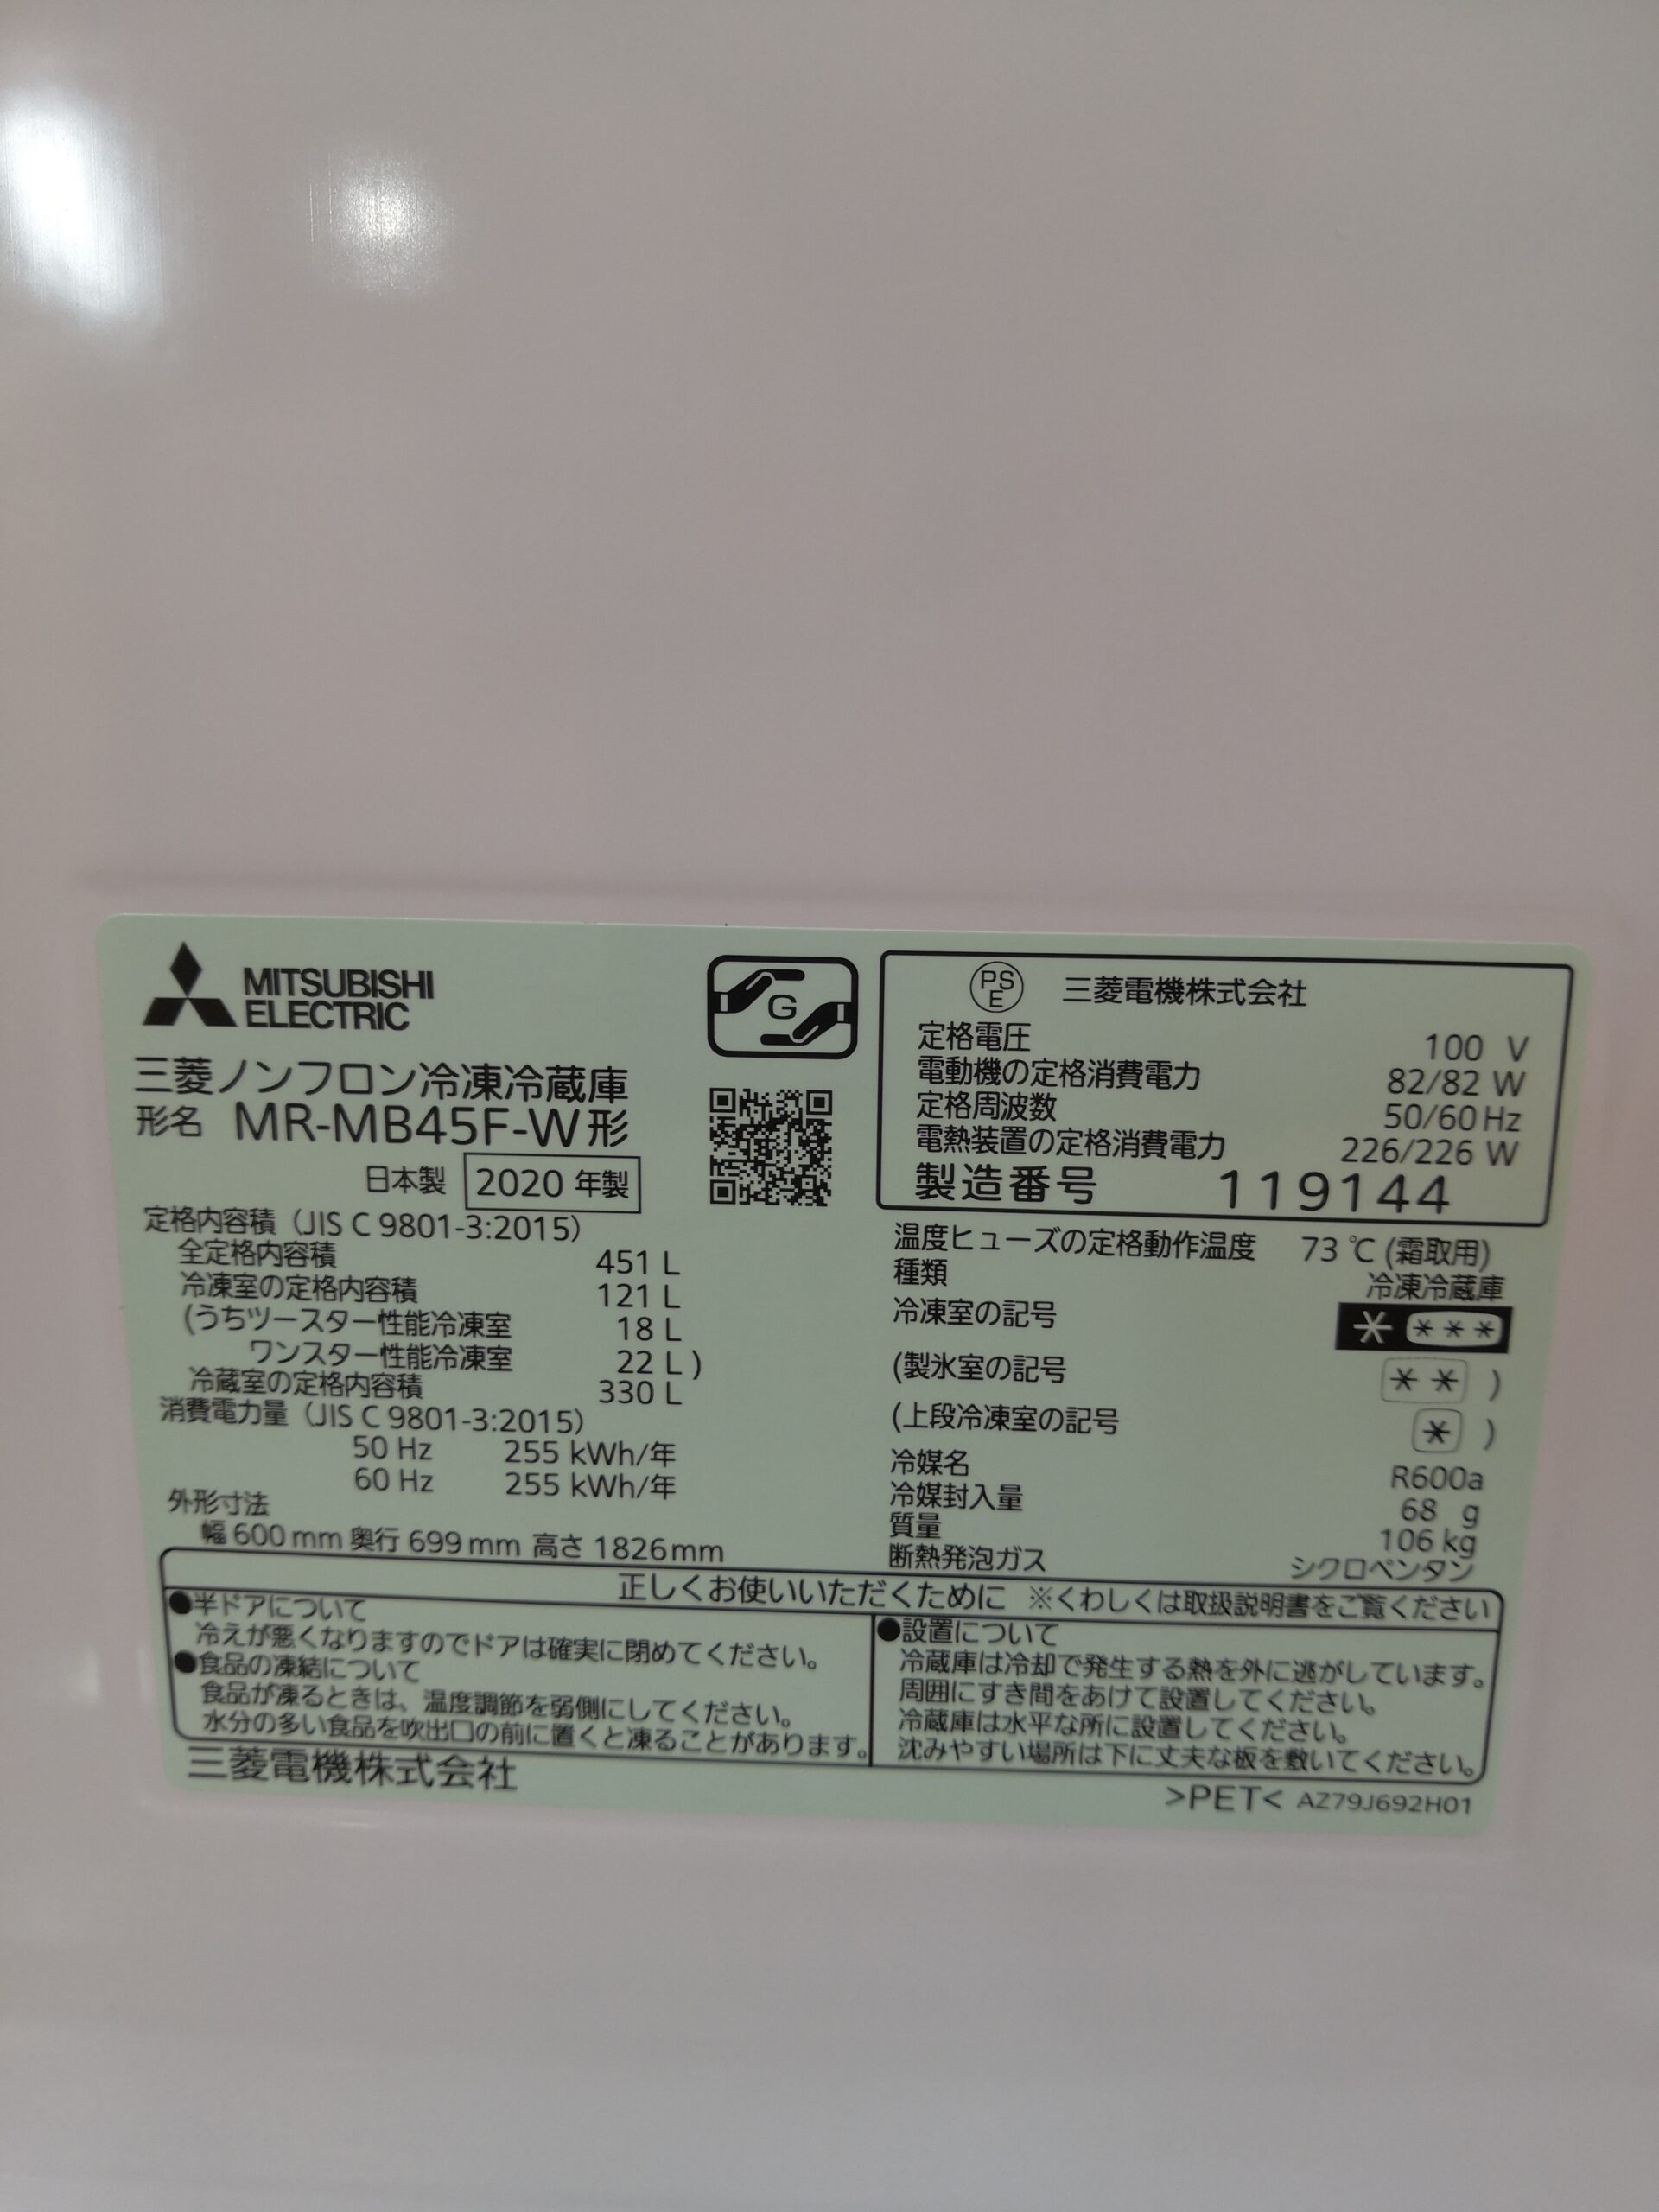 MITSUBISHI
ELECTRIC
G
三菱ノンフロン冷凍冷蔵庫
形名 MR-MB45F-W形
日本製 2020 年製
定格内容積（JIS C 9801-3:2015）
全定格内容積 451 L
冷凍室の定格内容積 121 L
(うちツースター性能冷凍室 18 L
ワンスター性能冷凍室 22 L )
冷蔵室の定格内容積 330 L
消費電力量（JIS C 9801-3:2015）
50 Hz 255 kWh/年
60 Hz 255 kWh/年
外形寸法
幅 600 mm 奥行 699 mm 高さ 1826mm
PS E 三菱電機株式会社
定格電圧 100 V
電動機の定格消費電力 82/82 W
定格周波数 50/60 Hz
電熱装置の定格消費電力 226/226 W
製造番号 119144
温度ヒューズの定格動作温度 73 ℃ (霜取用)
種類 冷凍冷蔵庫
冷凍室の記号 * ***
(製氷室の記号 ** )
(上段冷凍室の記号 * )
冷媒名 R600a
冷媒封入量 68 g
質量 106 kg
断熱発泡ガス シクロペンタン
正しくお使いいただくために ※くわしくは取扱説明書をご覧ください
●半ドアについて
冷えが悪くなりますのでドアは確実に閉めてください。
●食品の凍結について
食品が凍るときは、温度調節を弱側にしてください。
水分の多い食品を吹出口の前に置くと凍ることがあります。
●設置について
冷蔵庫は冷却で発生する熱を外に逃がしています。
周囲にすき間をあけて設置してください。
冷蔵庫は水平な所に設置してください。
沈みやすい場所は下に丈夫な板を敷いてください。
三菱電機株式会社
>PET< AZ79J692H01